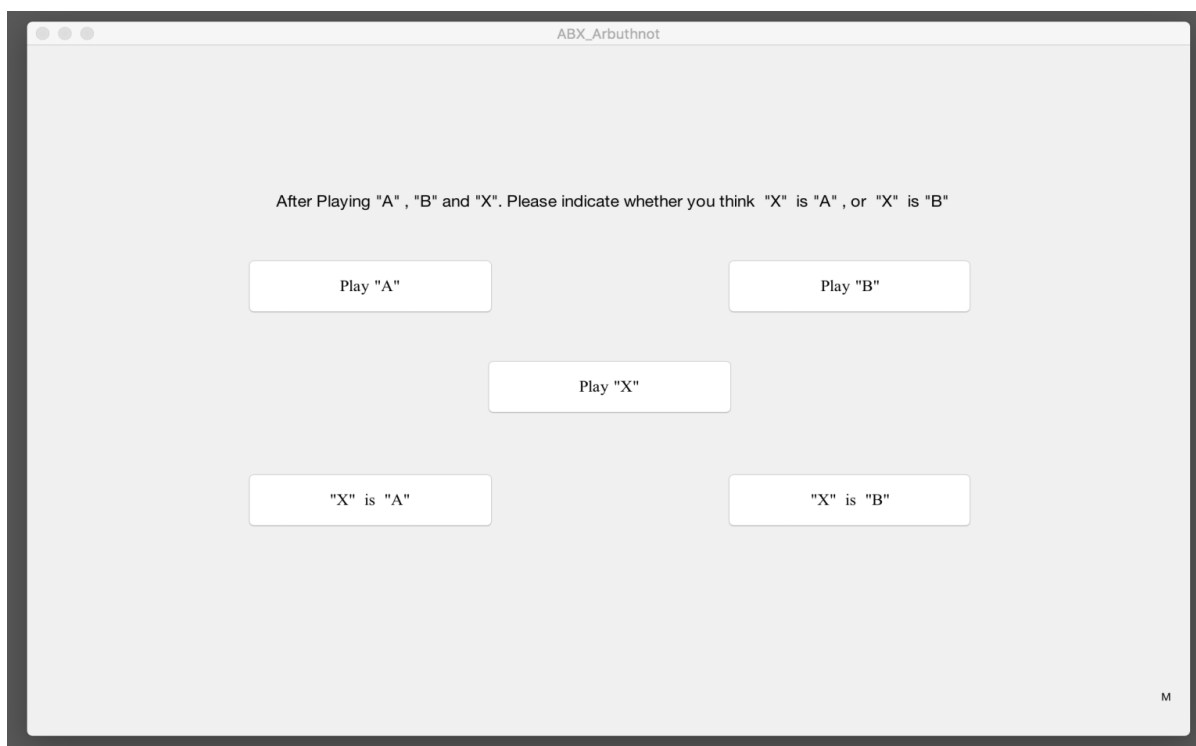 ABX_Arbuthnot
After Playing "A" , "B" and "X". Please indicate whether you think  "X"  is "A" , or  "X"  is "B"
Play "A"
Play "B"
Play "X"
"X"  is  "A"
"X"  is  "B"
M